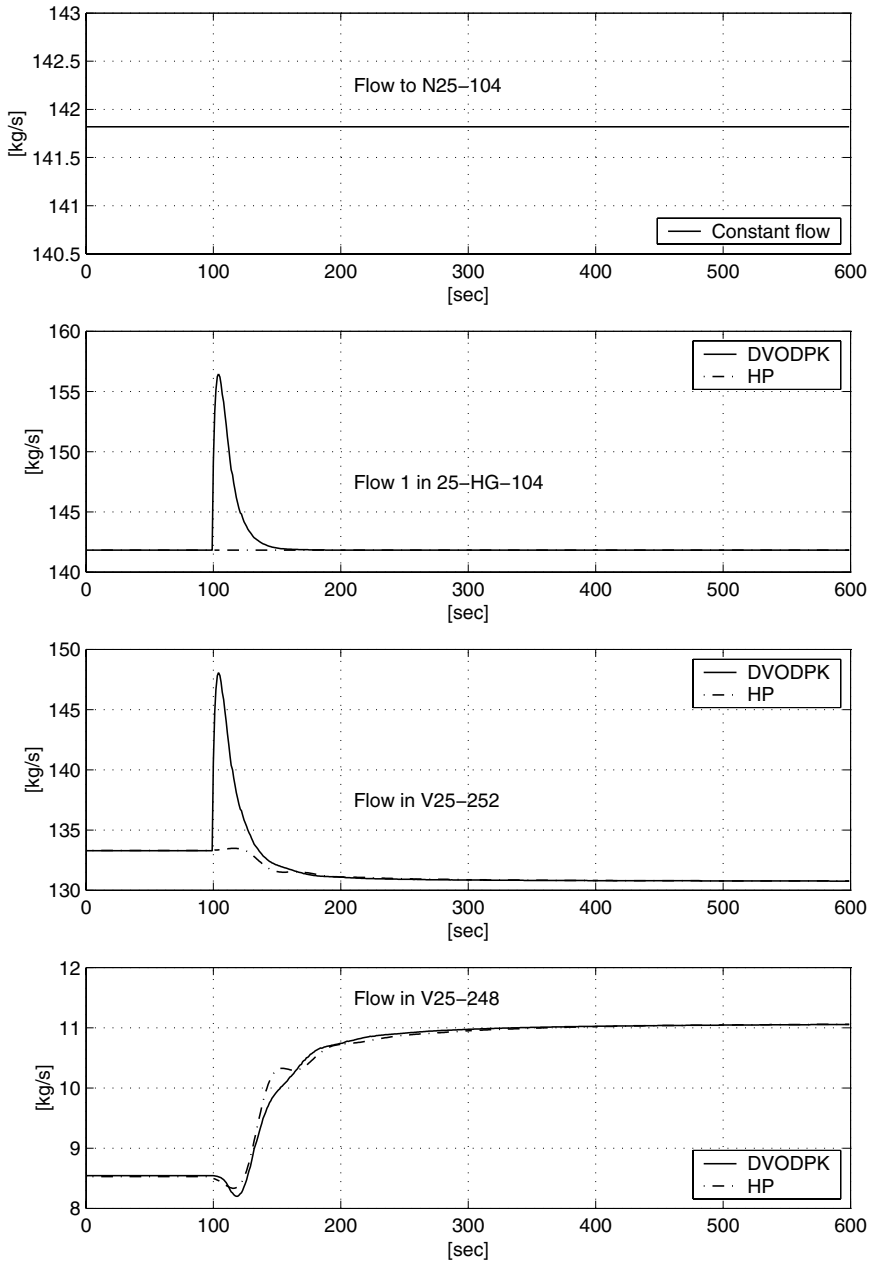 143
142.5
142
141.5
141
140.5
[kg/s]
Flow to N25−104
Constant flow
0 100 200 300 400 500 600
[sec]
160
155
150
145
140
[kg/s]
DVODPK
HP
Flow 1 in 25−HG−104
0 100 200 300 400 500 600
[sec]
150
145
140
135
130
[kg/s]
DVODPK
HP
Flow in V25−252
0 100 200 300 400 500 600
[sec]
12
11
10
9
8
[kg/s]
Flow in V25−248
DVODPK
HP
0 100 200 300 400 500 600
[sec]